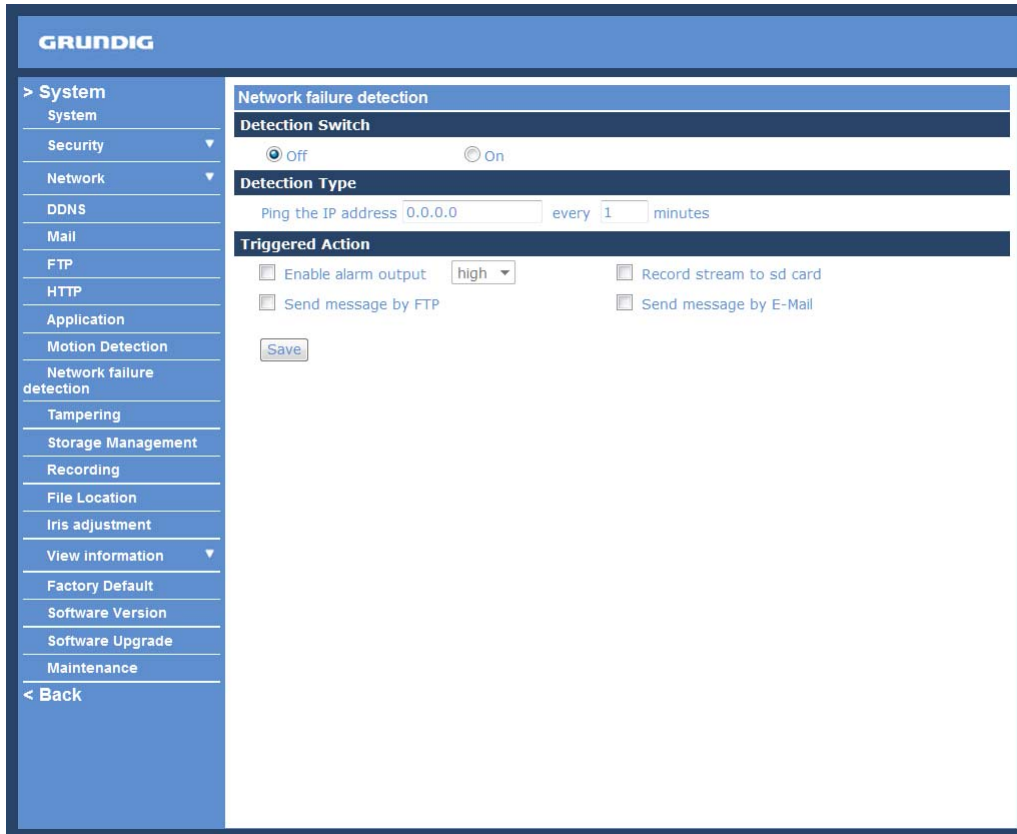 GRUNDIG
> System
System
Security
Network
DDNS
Mail
FTP
HTTP
Application
Motion Detection
Network failure
detection
Tampering
Storage Management
Recording
File Location
Iris adjustment
View information
Factory Default
Software Version
Software Upgrade
Maintenance
< Back
Network failure detection
Detection Switch
Off On
Detection Type
Ping the IP address 0.0.0.0 every 1 minutes
Triggered Action
Enable alarm output high Record stream to sd card
Send message by FTP Send message by E-Mail
Save